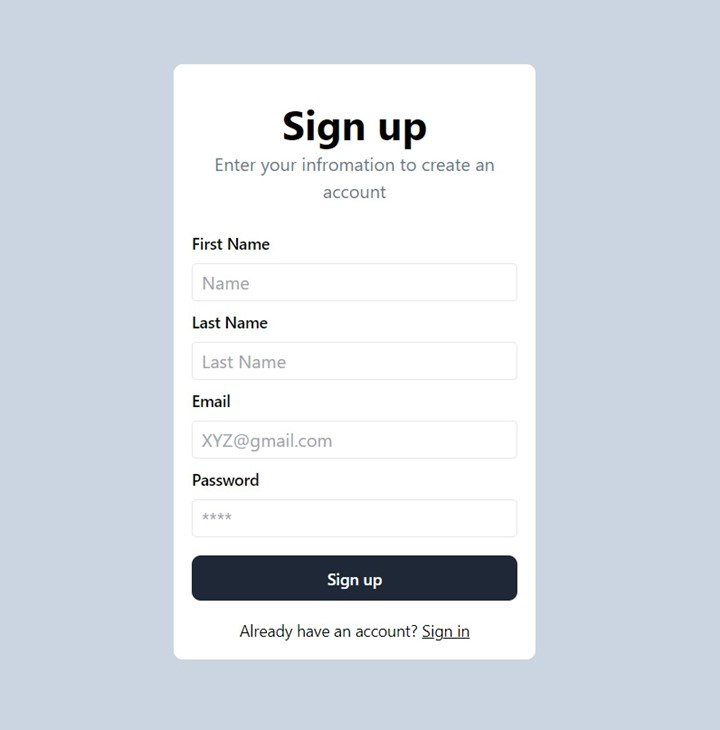 Sign up
Enter your infromation to create an
account
First Name
Name
Last Name
Last Name
Email
XYZ@gmail.com
Password
****
Sign up
Already have an account? Sign in